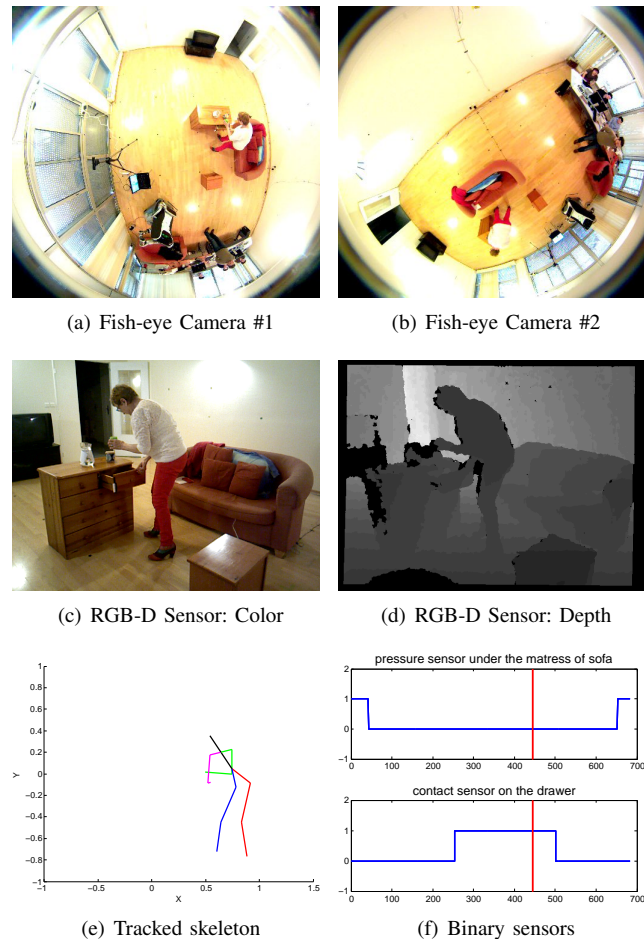 (a) Fish-eye Camera #1
(b) Fish-eye Camera #2
(c) RGB-D Sensor: Color
(d) RGB-D Sensor: Depth
1
0.8
0.6
0.4
0.2
0
−0.2
−0.4
−0.6
−0.8
−1
Y
−1 −0.5 0 0.5 1 1.5
X
(e) Tracked skeleton
pressure sensor under the matress of sofa
2
1
0
−1
0 100 200 300 400 500 600 700
contact sensor on the drawer
2
1
0
−1
0 100 200 300 400 500 600 700
(f) Binary sensors